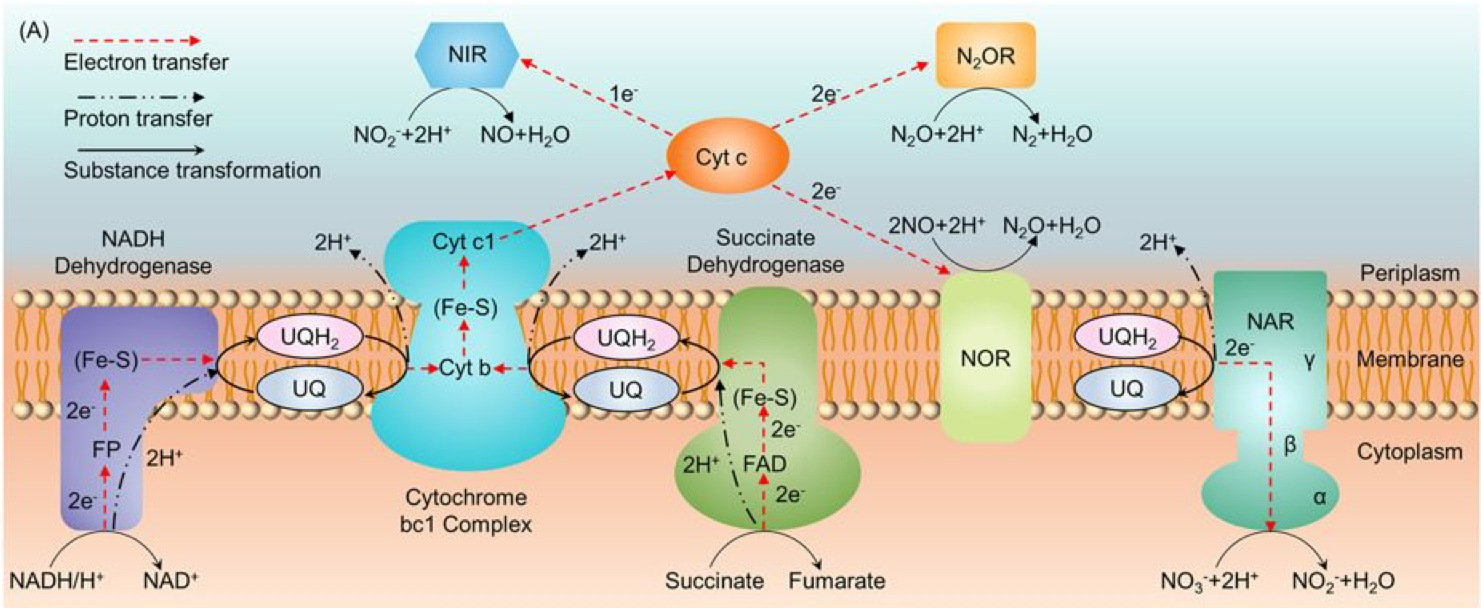 (A)
Electron transfer
Proton transfer
Substance transformation
NIR
NO₂⁻+2H⁺
NO+H₂O
1e⁻
Cyt c
2e⁻
N₂OR
N₂O+2H⁺
N₂+H₂O
2e⁻
2NO+2H⁺
N₂O+H₂O
NOR
NADH
Dehydrogenase
(Fe-S)
2e⁻
FP
2e⁻
2H⁺
NADH/H⁺
NAD⁺
UQH₂
UQ
2H⁺
Cyt c1
(Fe-S)
Cyt b
2H⁺
Cytochrome
bc1 Complex
UQH₂
UQ
Succinate
Dehydrogenase
(Fe-S)
2e⁻
2H⁺
FAD
2e⁻
Succinate
Fumarate
UQH₂
UQ
2H⁺
NAR
2e⁻
γ
β
α
NO₃⁻+2H⁺
NO₂⁻+H₂O
Periplasm
Membrane
Cytoplasm